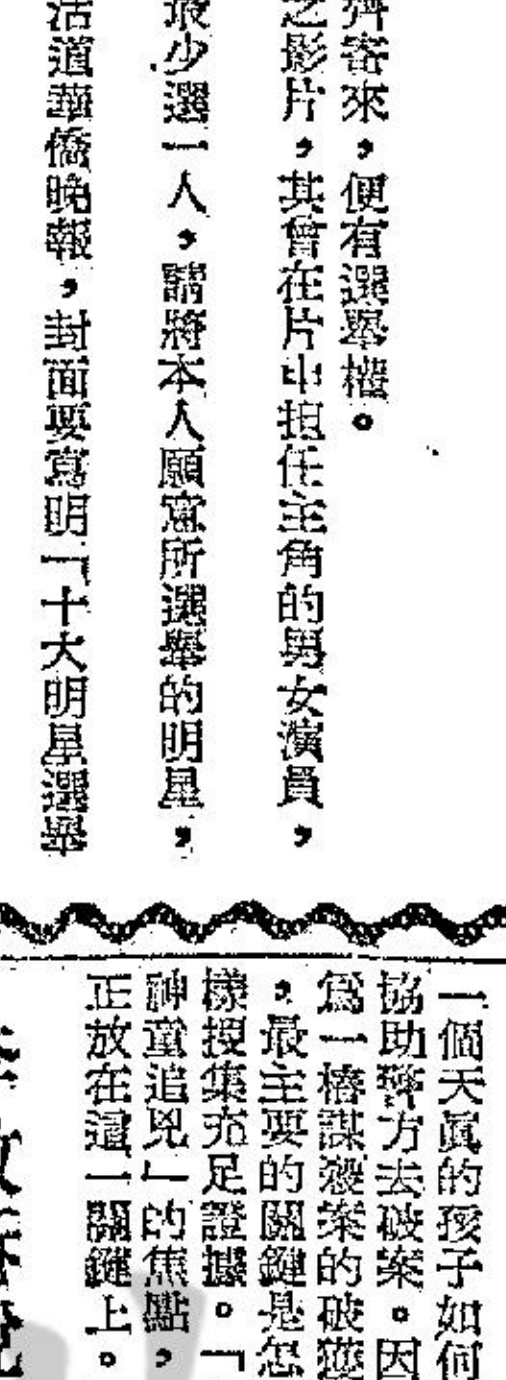 齊寄來，便有選舉權。
之影片，其曾在片中担任主角的男女演員，
最少選一人，請將本人願意所選舉的明星，
活道華僑晚報，封面要寫明「十大明星選舉
一個天眞的孩子如何
協助警方去破案。因
爲一樁謀殺案的破獲
，最主要的關鍵是怎
樣搜集充足證據。「
神童追兇」的焦點，
正放在這一關鍵上。